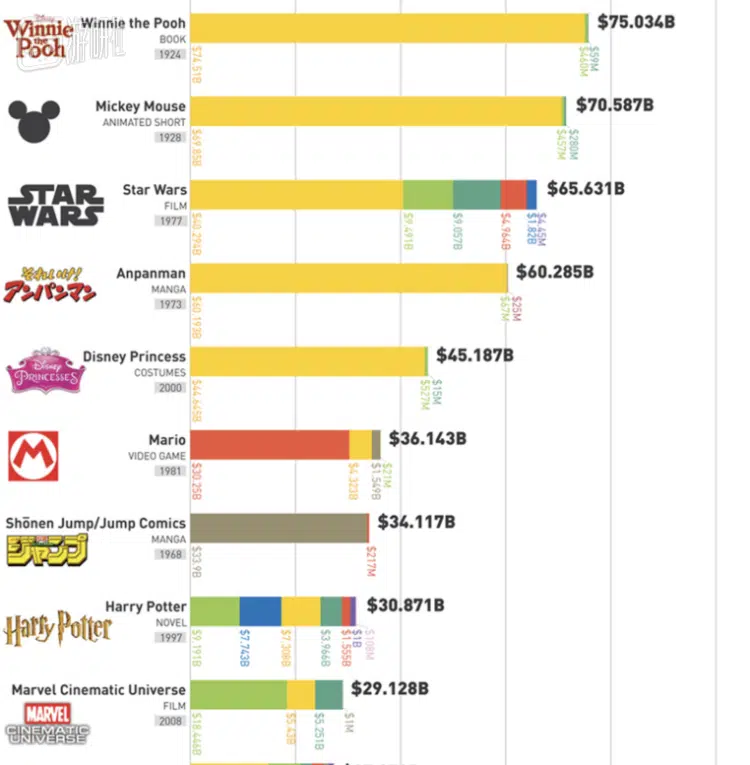 Disney
Winnie the Pooh
Winnie the Pooh
BOOK
1924
$75.034B
$74.51B
$460M
$59M
Mickey Mouse
ANIMATED SHORT
1928
$70.587B
$69.85B
$457M
$280M
STAR WARS
Star Wars
FILM
1977
$65.631B
$40.294B
$9.491B
$9.057B
$4.964B
$1.82B
それいけ!
アンパンマン
Anpanman
MANGA
1973
$60.285B
$60.193B
$67M
$25M
Disney
PRINCESSES
Disney Princess
COSTUMES
2000
$45.187B
$44.645B
$527M
$15M
M
Mario
VIDEO GAME
1981
$36.143B
$30.25B
$4.323B
$1.549B
$21M
Shōnen Jump/Jump Comics
MANGA
1968
ジャンプ
$34.117B
$33.9B
$217M
Harry Potter
Harry Potter
NOVEL
1997
$30.871B
$9.191B
$7.743B
$7.308B
$3.966B
$1.555B
$1B
$108M
Marvel Cinematic Universe
FILM
2008
MARVEL
CINEMATIC
UNIVERSE
$29.128B
$18.446B
$5.43B
$5.251B
$1M